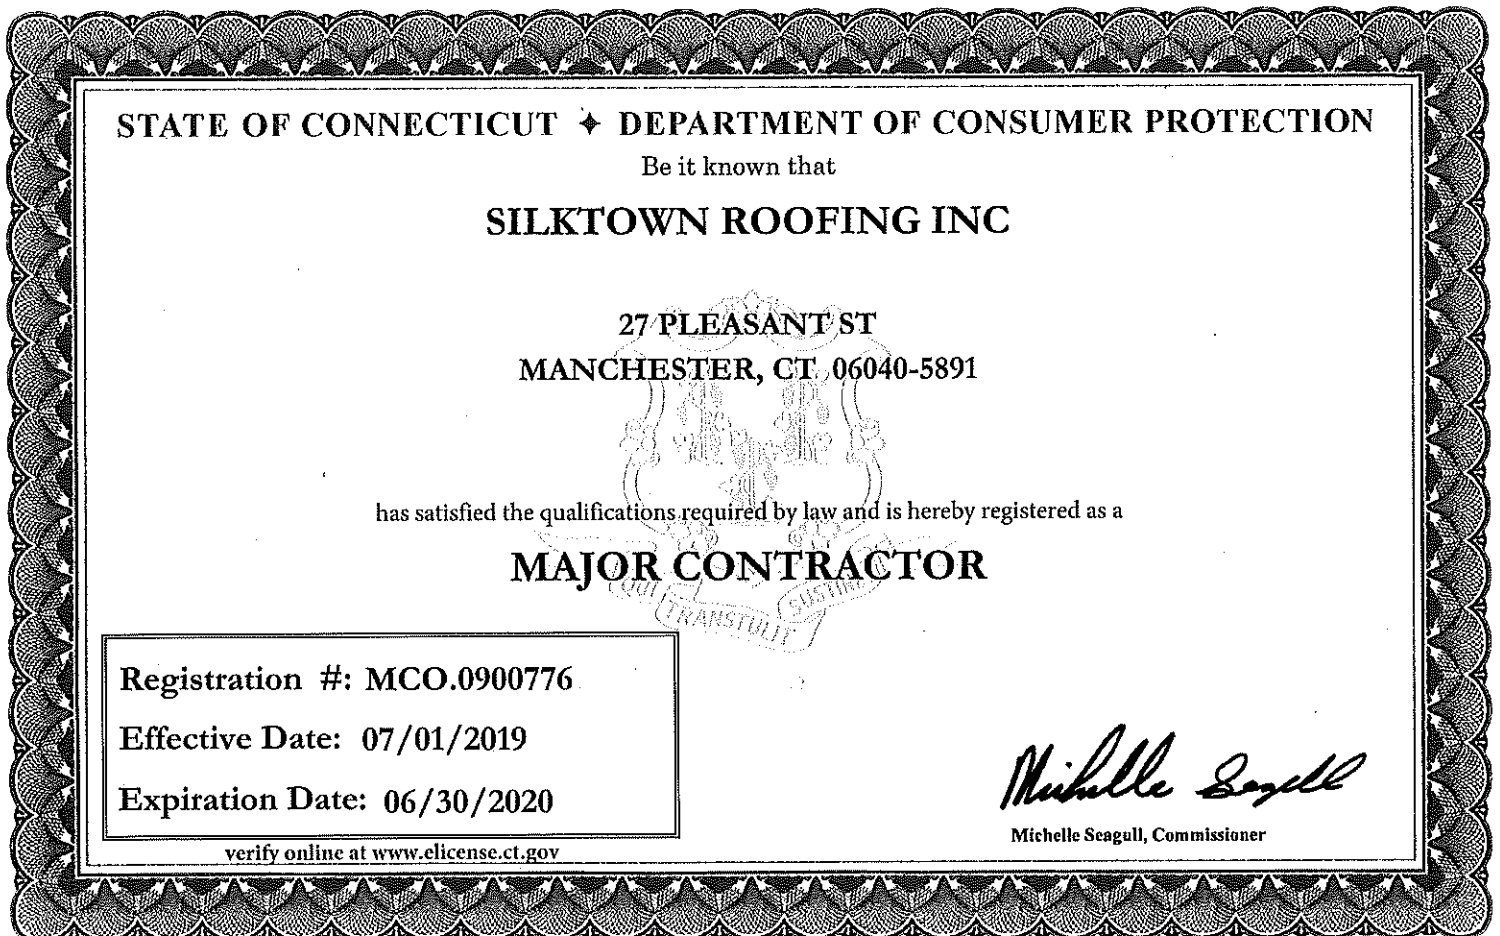 STATE OF CONNECTICUT ✦ DEPARTMENT OF CONSUMER PROTECTION
Be it known that
SILKTOWN ROOFING INC
27 PLEASANT ST
MANCHESTER, CT 06040-5891
has satisfied the qualifications required by law and is hereby registered as a
MAJOR CONTRACTOR
QUI TRANSTULIT SUSTINET
Registration #: MCO.0900776
Effective Date: 07/01/2019
Expiration Date: 06/30/2020
verify online at www.elicense.ct.gov
Michelle Seagull
Michelle Seagull, Commissioner